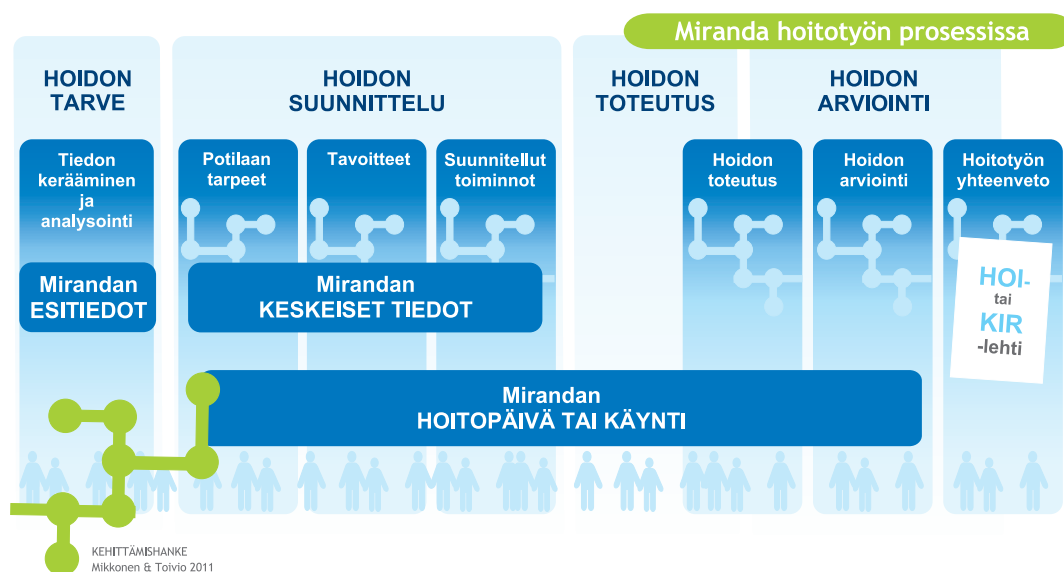 Miranda hoitotyön prosessissa
HOIDON
TARVE
HOIDON
SUUNNITTELU
HOIDON
TOTEUTUS
HOIDON
ARVIOINTI
Tiedon
kerääminen
ja
analysointi
Potilaan
tarpeet
Tavoitteet
Suunnitellut
toiminnot
Hoidon
toteutus
Hoidon
arviointi
Hoitotyön
yhteenveto
Mirandan
ESITIEDOT
Mirandan
KESKEISET TIEDOT
HOI-
tai
KIR
-lehti
Mirandan
HOITOPÄIVÄ TAI KÄYNTI
KEHITTÄMISHANKE
Mikkonen & Toivio 2011